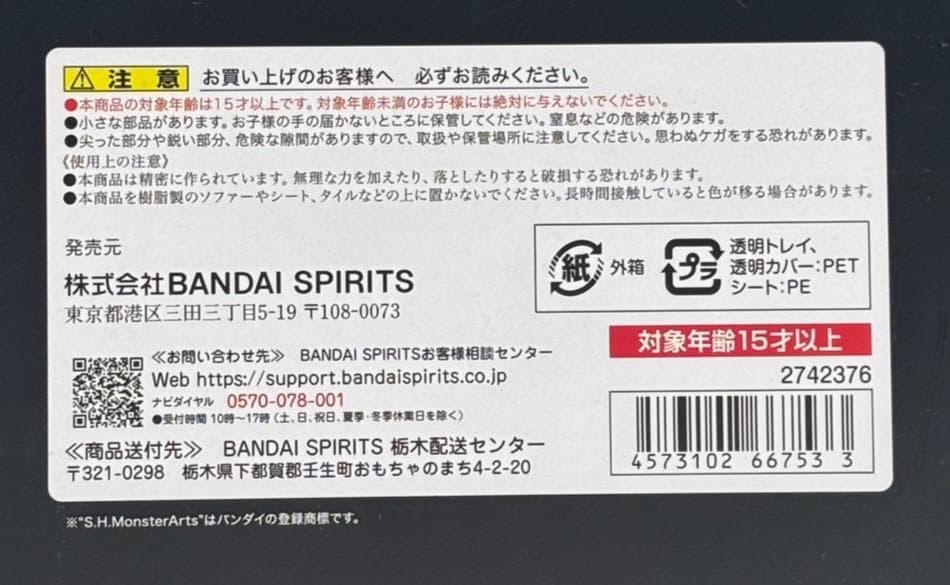 注意 お買い上げのお客様へ 必ずお読みください。
●本商品の対象年齢は15才以上です。対象年齢未満のお子様には絶対に与えないでください。
●小さな部品があります。お子様の手の届かないところに保管してください。窒息などの危険があります。
●尖った部分や鋭い部分、危険な隙間がありますので、取扱や保管場所に注意してください。思わぬケガをする恐れがあります。
《使用上の注意》
●本商品は精密に作られています。無理な力を加えたり、落としたりすると破損する恐れがあります。
●本商品を樹脂製のソファーやシート、タイルなどの上に置かないでください。長時間接触していると色が移る場合があります。
発売元
株式会社BANDAI SPIRITS
東京都港区三田三丁目5-19 〒108-0073
紙 外箱
プラ 透明トレイ、
透明カバー:PET
シート:PE
対象年齢15才以上
2742376
4573102 66753 3
≪お問い合わせ先≫ BANDAI SPIRITSお客様相談センター
Web https://support.bandaispirits.co.jp
ナビダイヤル 0570-078-001
●受付時間 10時〜17時(土、日、祝日、夏季・冬季休業日を除く)
≪商品送付先≫ BANDAI SPIRITS 栃木配送センター
〒321-0298 栃木県下都賀郡壬生町おもちゃのまち4-2-20
※"S.H.MonsterArts"はバンダイの登録商標です。